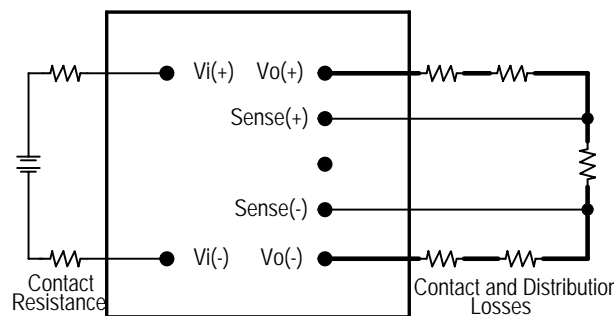 Vi(+) Vo(+)
Sense(+)
Sense(-)
Vi(-) Vo(-)
Contact
Resistance
Contact and Distribution
Losses